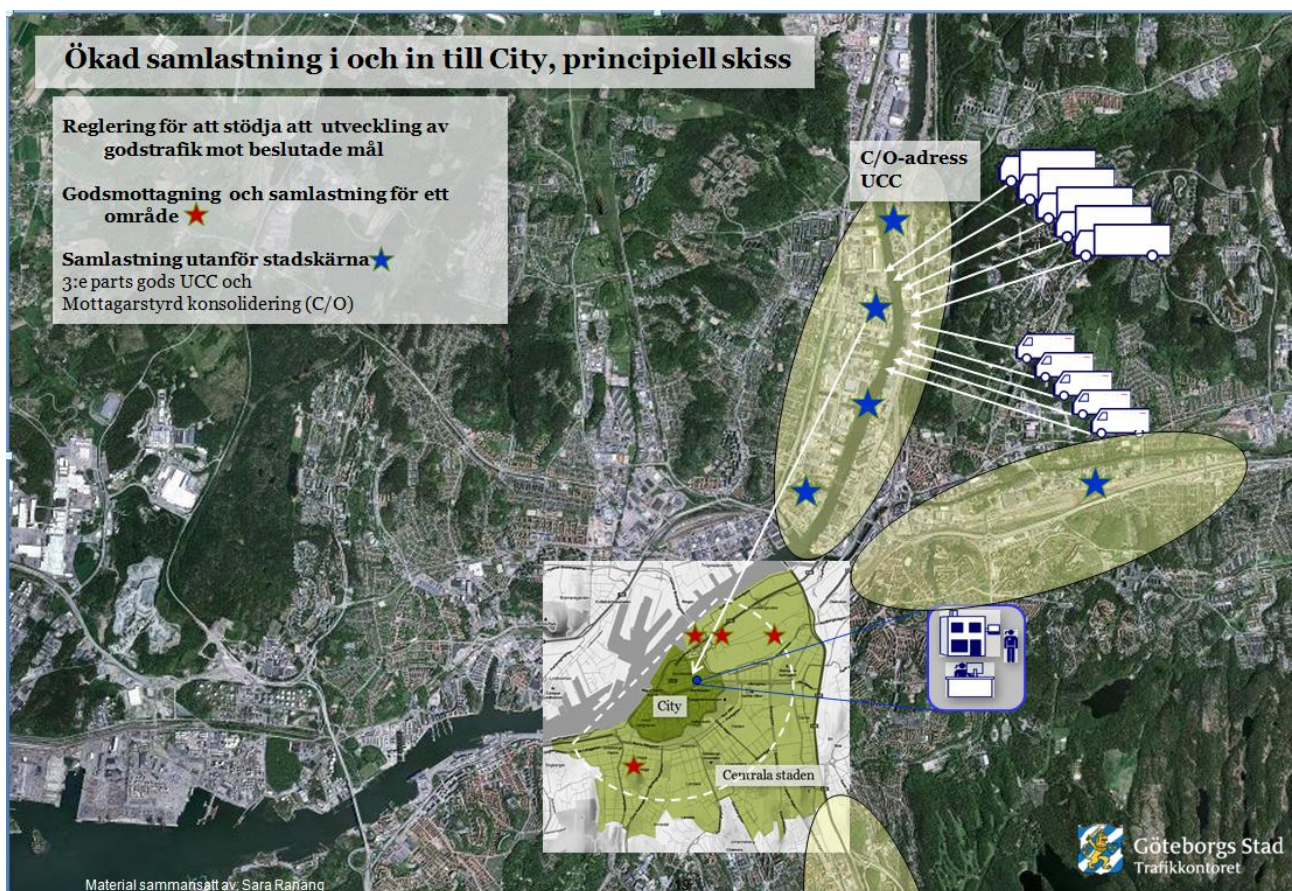 Ökad samlastning i och in till City, principiell skiss
Reglering för att stödja att utveckling av
godstrafik mot beslutade mål
Godsmottagning och samlastning för ett
område
Samlastning utanför stadskärna
3:e parts gods UCC och
Mottagarstyrd konsolidering (C/O)
C/O-adress
UCC
City
Centrala staden
Göteborgs Stad
Trafikkontoret
Material sammansatt av: Sara Ranäng
19